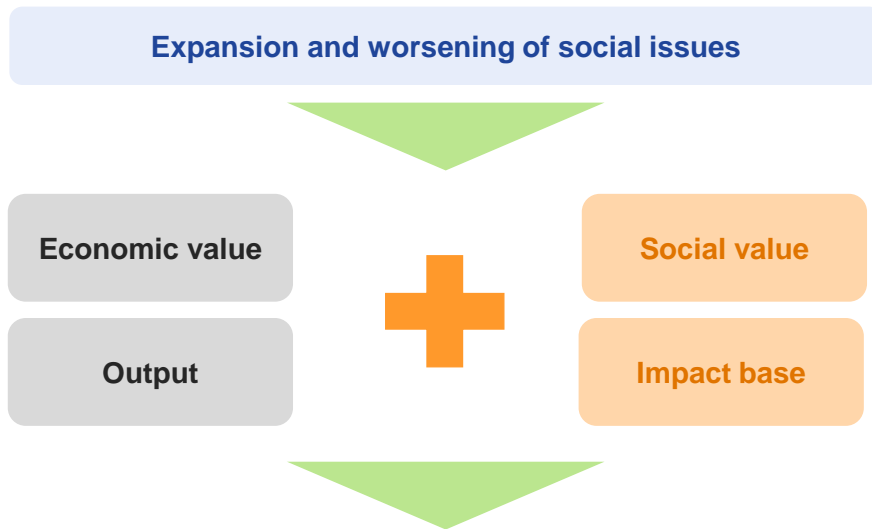 Expansion and worsening of social issues
Economic value
Social value
Output
Impact base